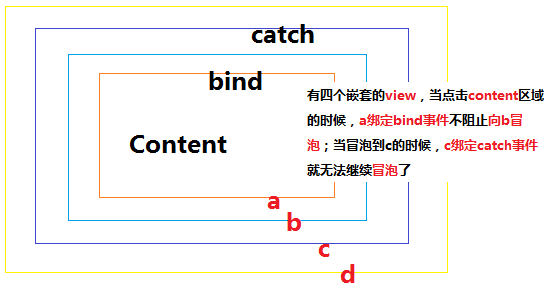 catch
bind
有四个嵌套的view，当点击content区域
的时候，a绑定bind事件不阻止向b冒
泡；当冒泡到c的时候，c绑定catch事件
就无法继续冒泡了
Content
a
b
c
d